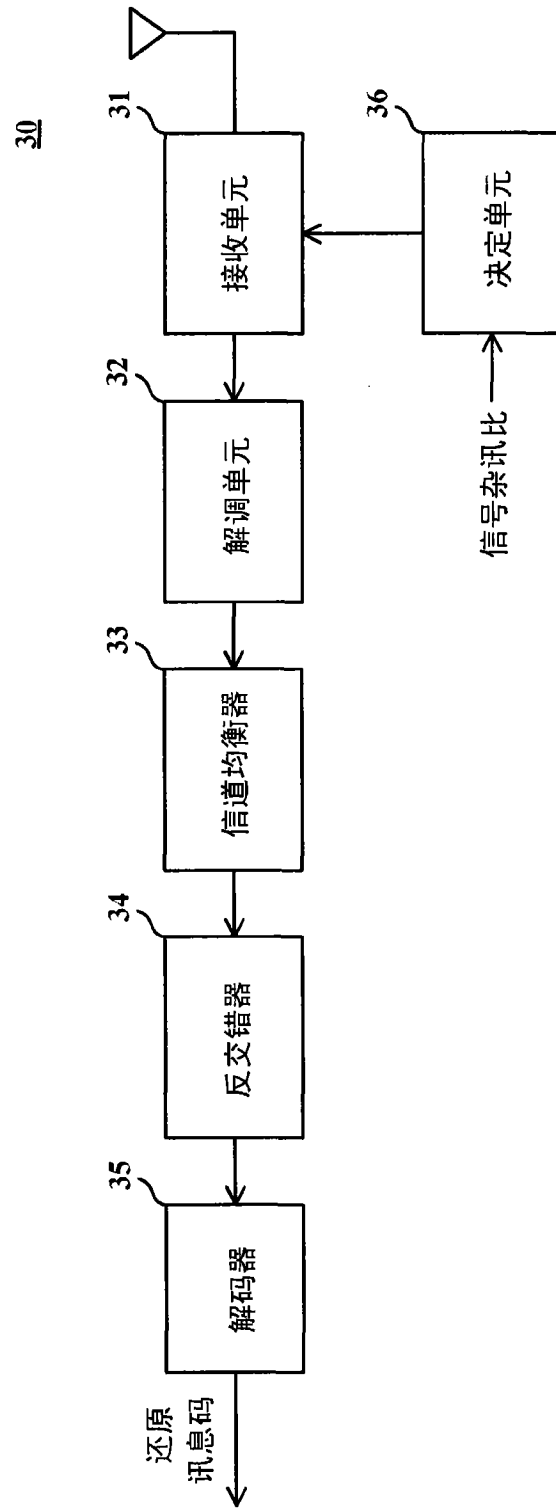 30
31
接收单元
32
解调单元
33
信道均衡器
34
反交错器
35
解码器
还原
讯息码
36
决定单元
信号杂讯比